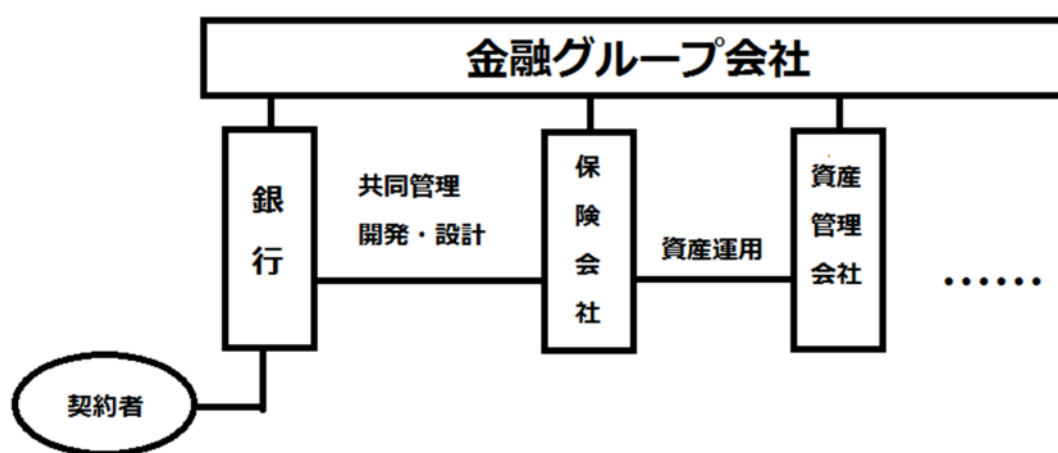 金融グループ会社
銀行
共同管理
開発・設計
保険会社
資産運用
資産管理会社
……
契約者